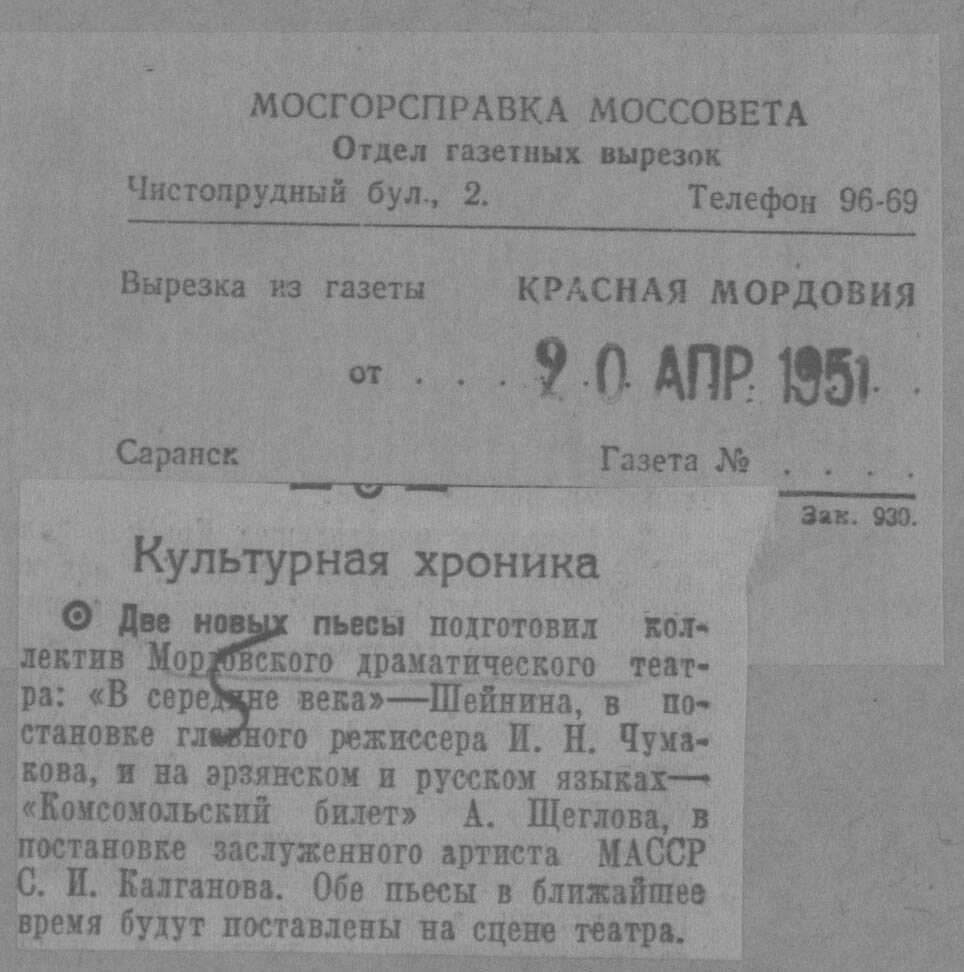 МОСГОРСПРАВКА МОССОВЕТА
Отдел газетных вырезок
Чистопрудный бул., 2. Телефон 96-69
Вырезка из газеты КРАСНАЯ МОРДОВИЯ
от . . . 20 АПР. 1951 .
Саранск Газета № . . . .
Зак. 930.
Культурная хроника
Две новых пьесы подготовил кол-
лектив Мордовского драматического теат-
ра: «В середине века»—Шейнина, в по-
становке главного режиссера И. Н. Чума-
кова, и на эрзянском и русском языках—
«Комсомольский билет» А. Щеглова, в
постановке заслуженного артиста МАССР
С. И. Калганова. Обе пьесы в ближайшее
время будут поставлены на сцене театра.